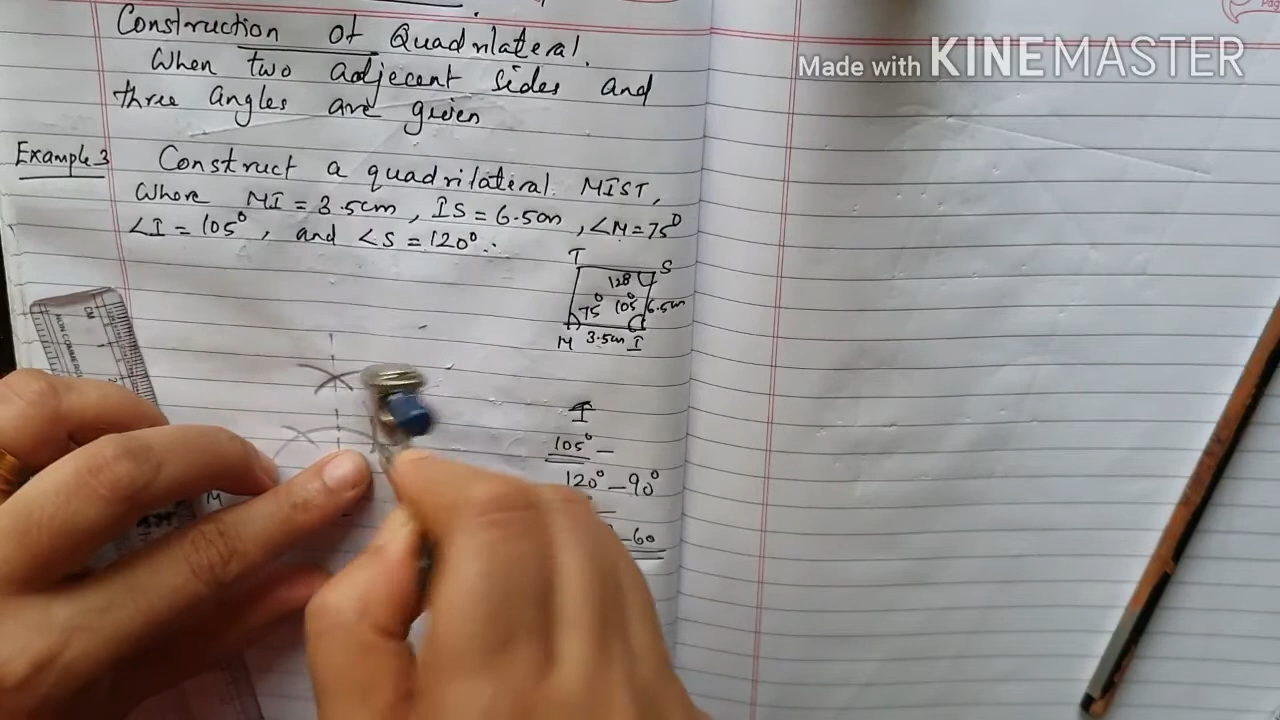 Construction of Quadrilateral.
When two adjecent sides and
three angles are given
Example 3 Construct a quadrilateral MIST,
Where MI = 3.5cm, IS = 6.5cm, ∠M=75°
∠I = 105°, and ∠S = 120°.
T S
120
75° 105° 6.5cm
M 3.5cm I
I
105° —
120° — 90°
— 60
M
Made with KINEMASTER